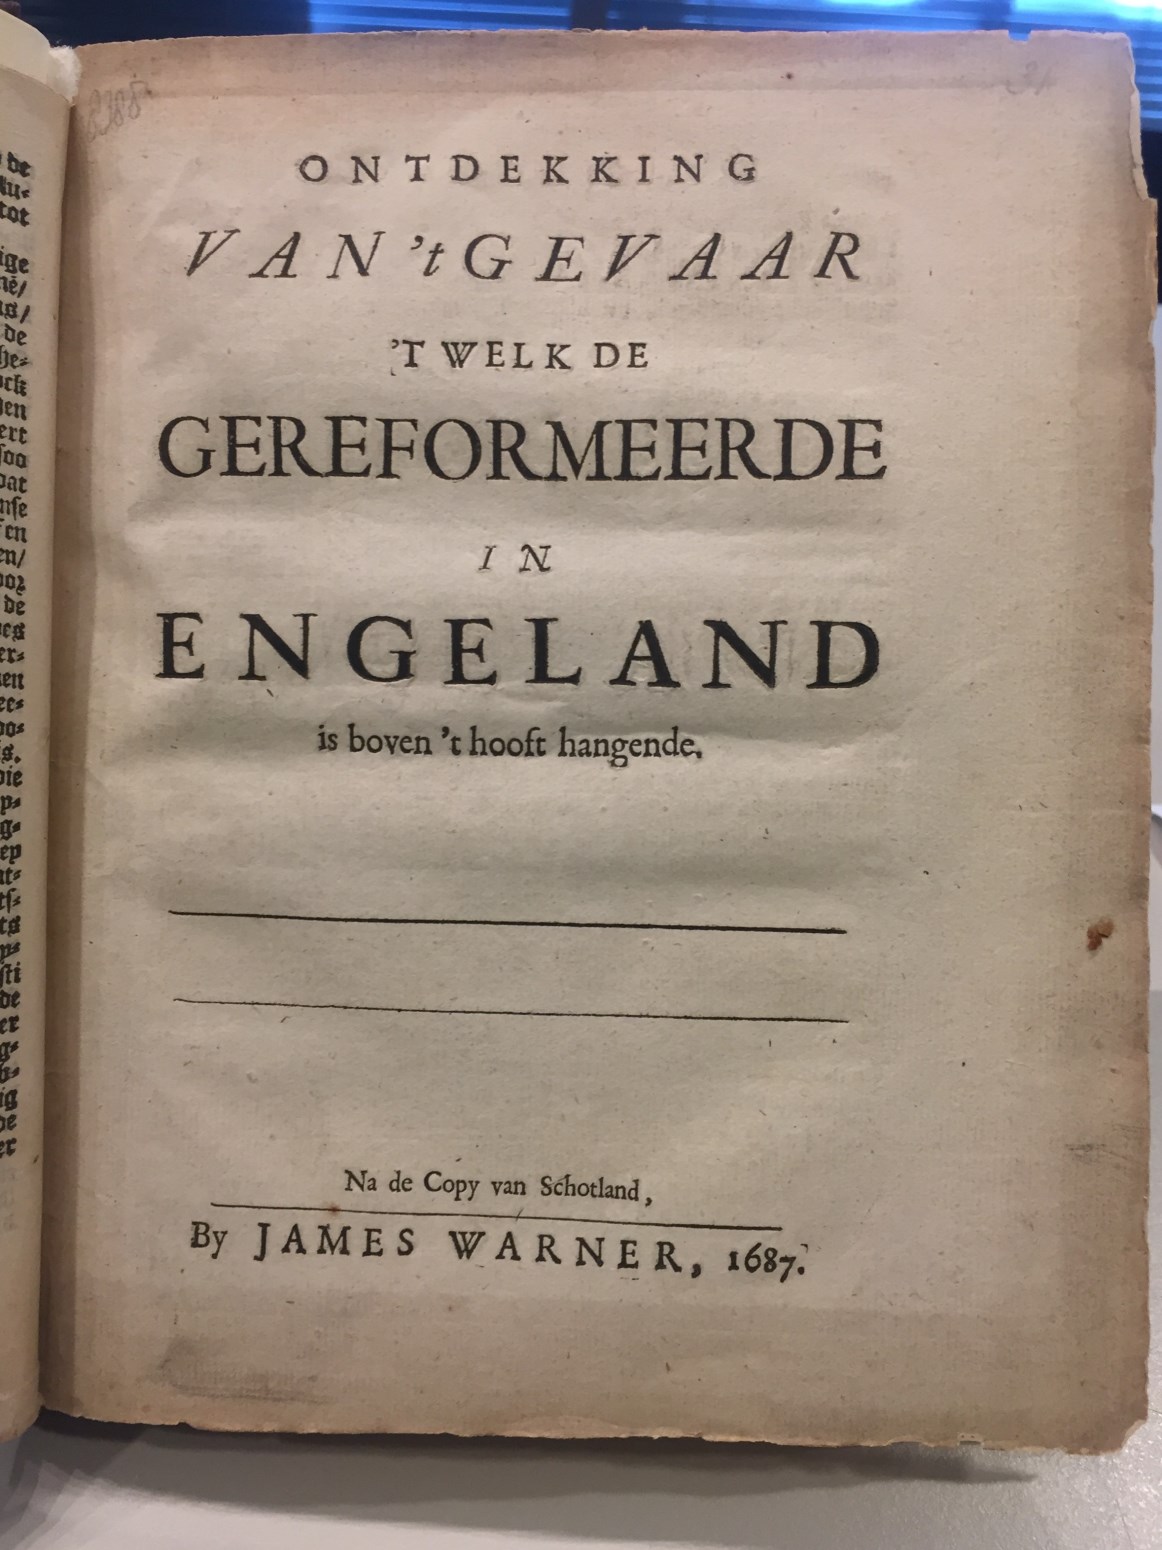 ONTDEKKING
VAN 't GEVAAR
'T WELK DE
GEREFORMEERDE
IN
ENGELAND
is boven 't hooft hangende.
Na de Copy van Schotland,
By JAMES WARNER, 1687.